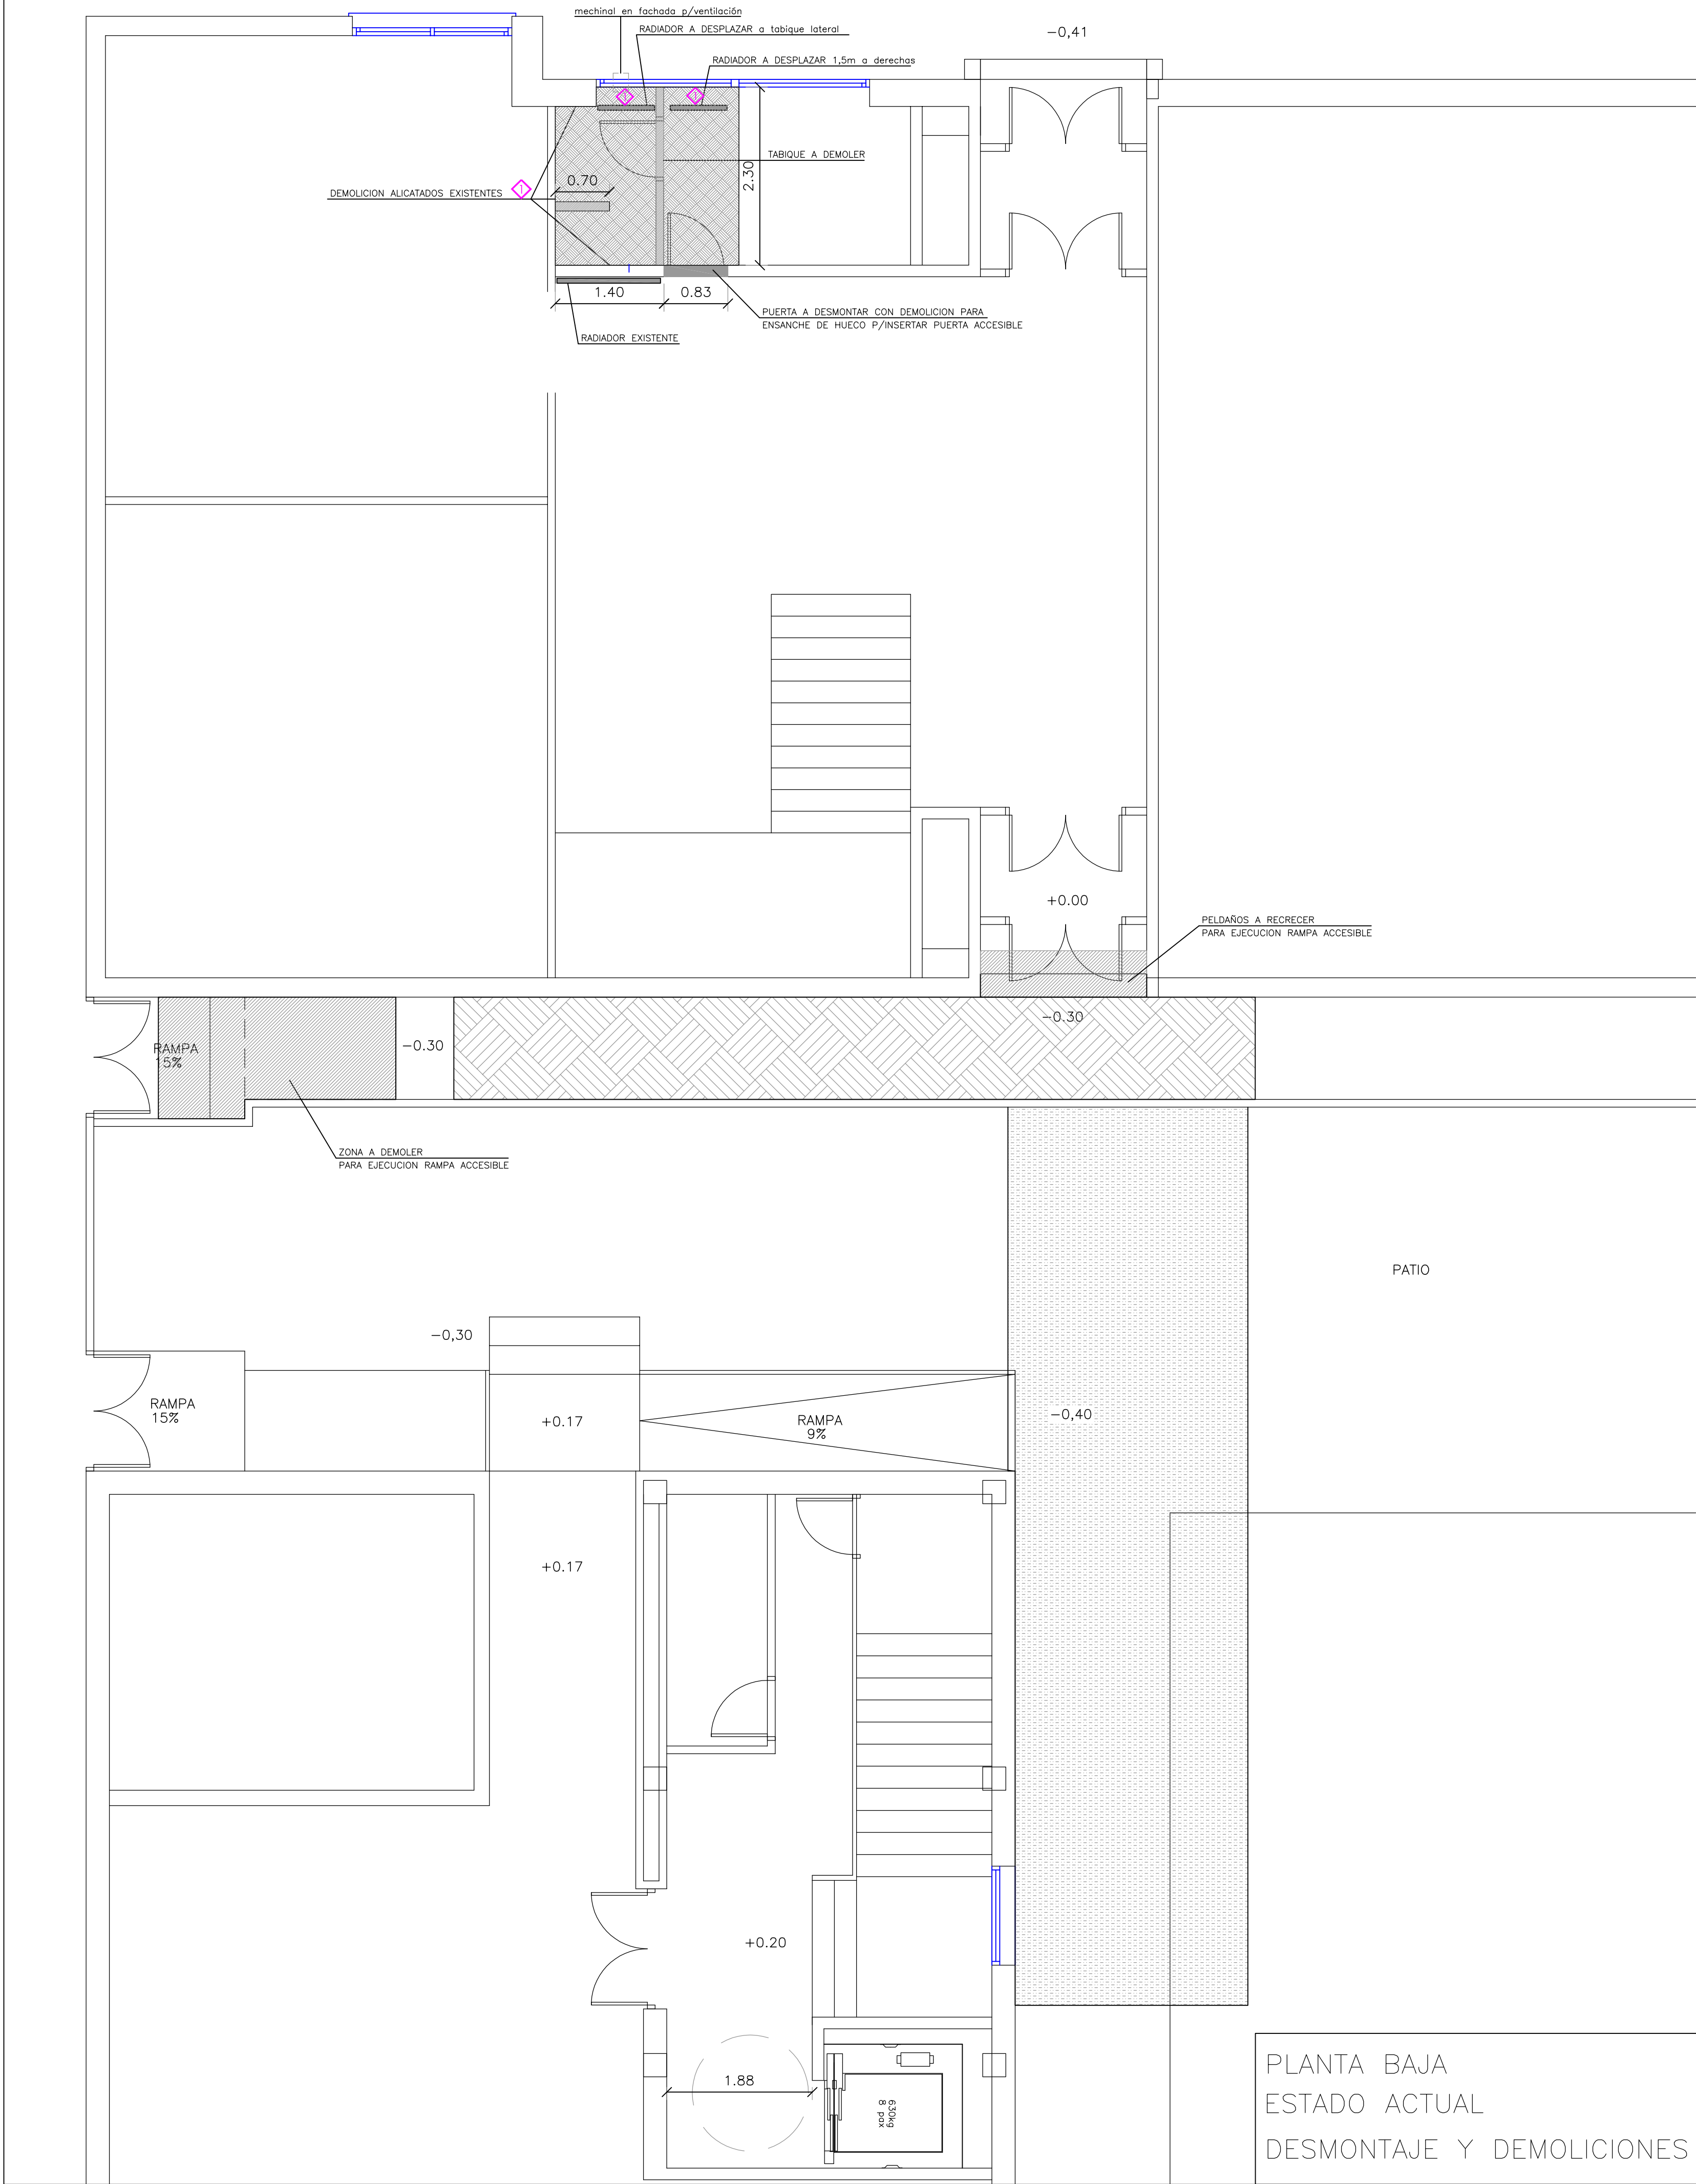 mechinal en fachada p/ventilación
RADIADOR A DESPLAZAR a tabique lateral
-0,41
RADIADOR A DESPLAZAR 1,5m a derechas
1
1
TABIQUE A DEMOLER
2.30
0.70
DEMOLICION ALICATADOS EXISTENTES
1
1.40
0.83
PUERTA A DESMONTAR CON DEMOLICION PARA
ENSANCHE DE HUECO P/INSERTAR PUERTA ACCESIBLE
RADIADOR EXISTENTE
+0.00
PELDAÑOS A RECRECER
PARA EJECUCION RAMPA ACCESIBLE
-0.30
-0.30
RAMPA
15%
ZONA A DEMOLER
PARA EJECUCION RAMPA ACCESIBLE
PATIO
-0,30
RAMPA
15%
+0.17
RAMPA
9%
-0,40
+0.17
+0.20
1.88
630kg
8 pax
PLANTA BAJA
ESTADO ACTUAL
DESMONTAJE Y DEMOLICIONES